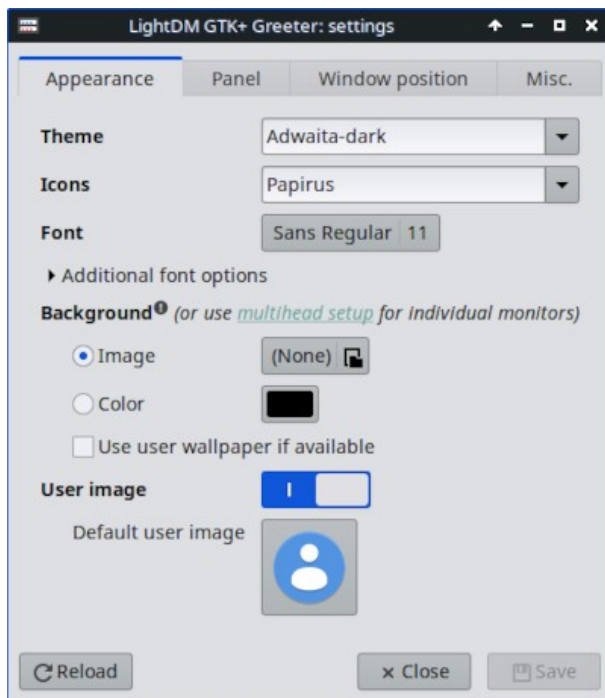 LightDM GTK+ Greeter: settings
Appearance Panel Window position Misc.
Theme Adwaita-dark
Icons Papirus
Font Sans Regular 11
Additional font options
Background (or use multihead setup for individual monitors)
Image (None)
Color
Use user wallpaper if available
User image
Default user image
Reload Close Save